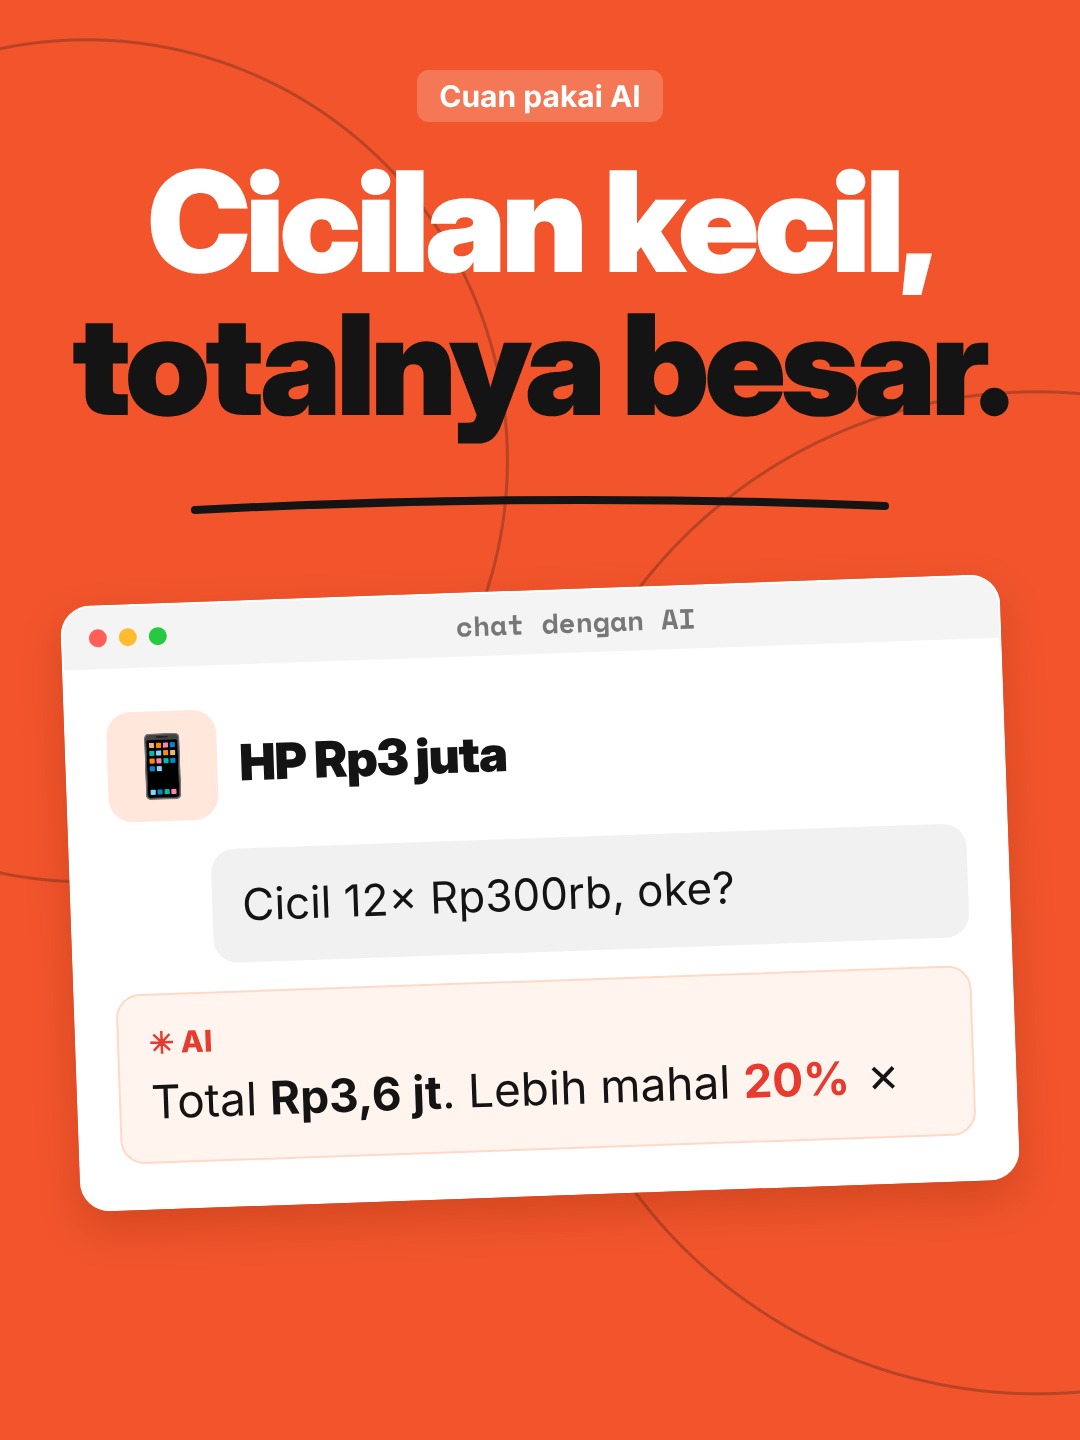 Cuan pakai AI
Cicilan kecil,
totalnya besar.
chat dengan AI
HP Rp3 juta
Cicil 12× Rp300rb, oke?
✳ AI
Total Rp3,6 jt. Lebih mahal 20% ×